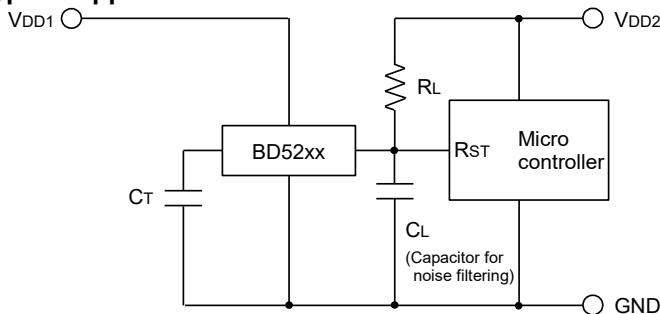 VDD1
VDD2
RL
BD52xx
RST
Micro
controller
CT
CL
(Capacitor for
noise filtering)
GND